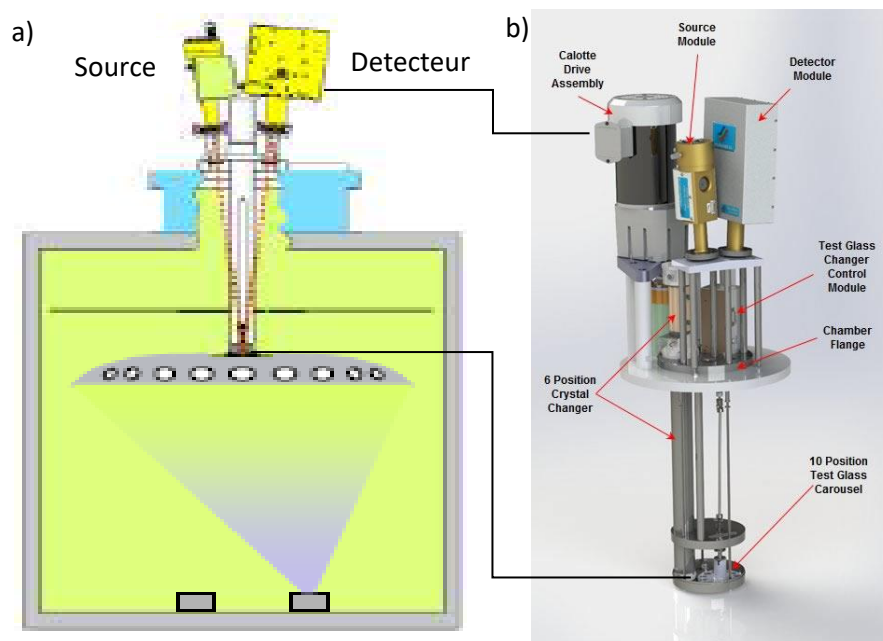 a)
Source
Detecteur
b)
Source
Module
Calotte
Drive
Assembly
Detector
Module
Test Glass
Changer
Control
Module
Chamber
Flange
6 Position
Crystal
Changer
10 Position
Test Glass
Carousel